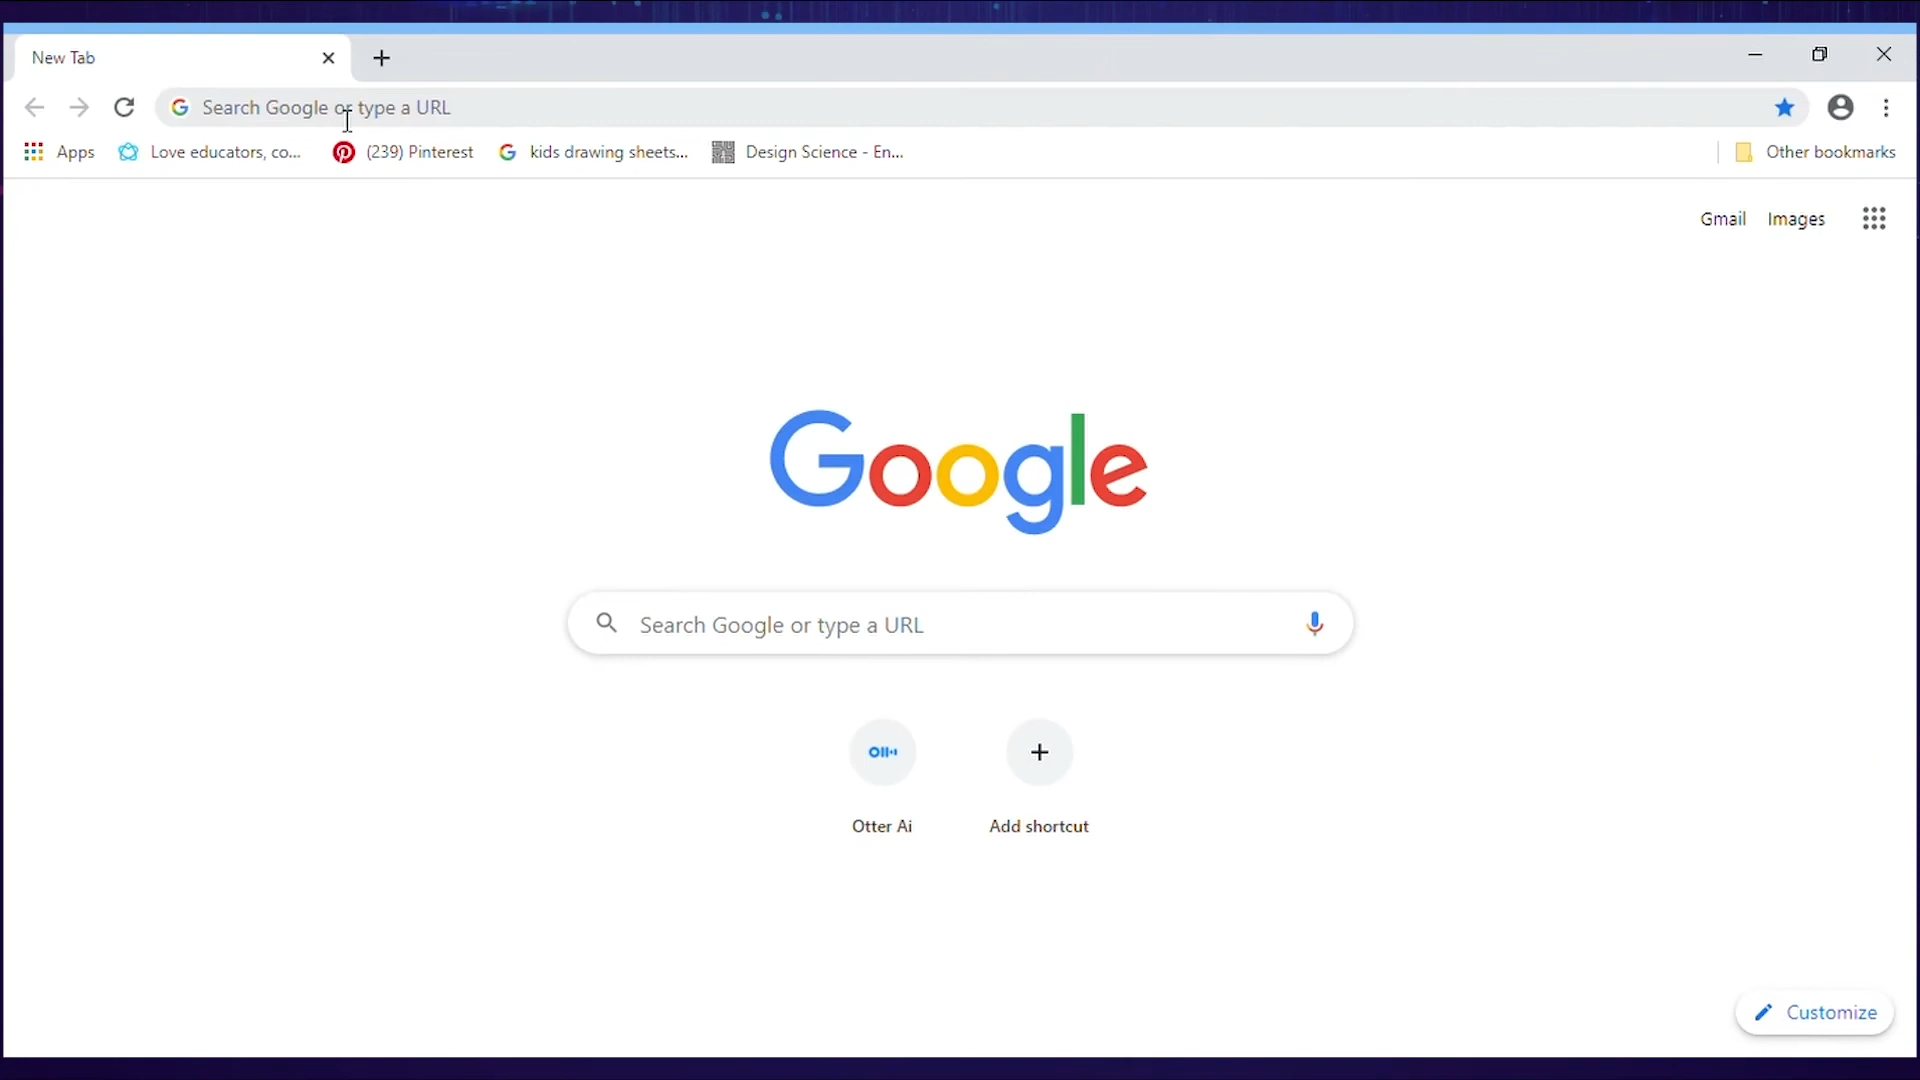 New Tab
Search Google or type a URL
Apps
Love educators, co...
(239) Pinterest
kids drawing sheets...
Design Science - En...
Other bookmarks
Gmail
Images
Google
Search Google or type a URL
Otter Ai
Add shortcut
Customize